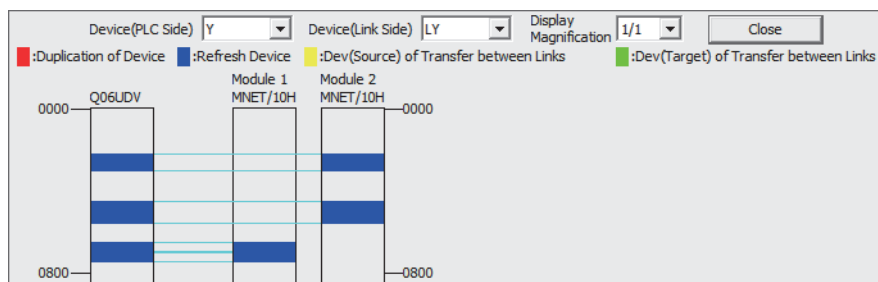 Device(PLC Side) Y Device(Link Side) LY Display Magnification 1/1 Close
:Duplication of Device :Refresh Device :Dev(Source) of Transfer between Links :Dev(Target) of Transfer between Links
Module 1 Module 2
Q06UDV MNET/10H MNET/10H
0000 0000
0800 0800